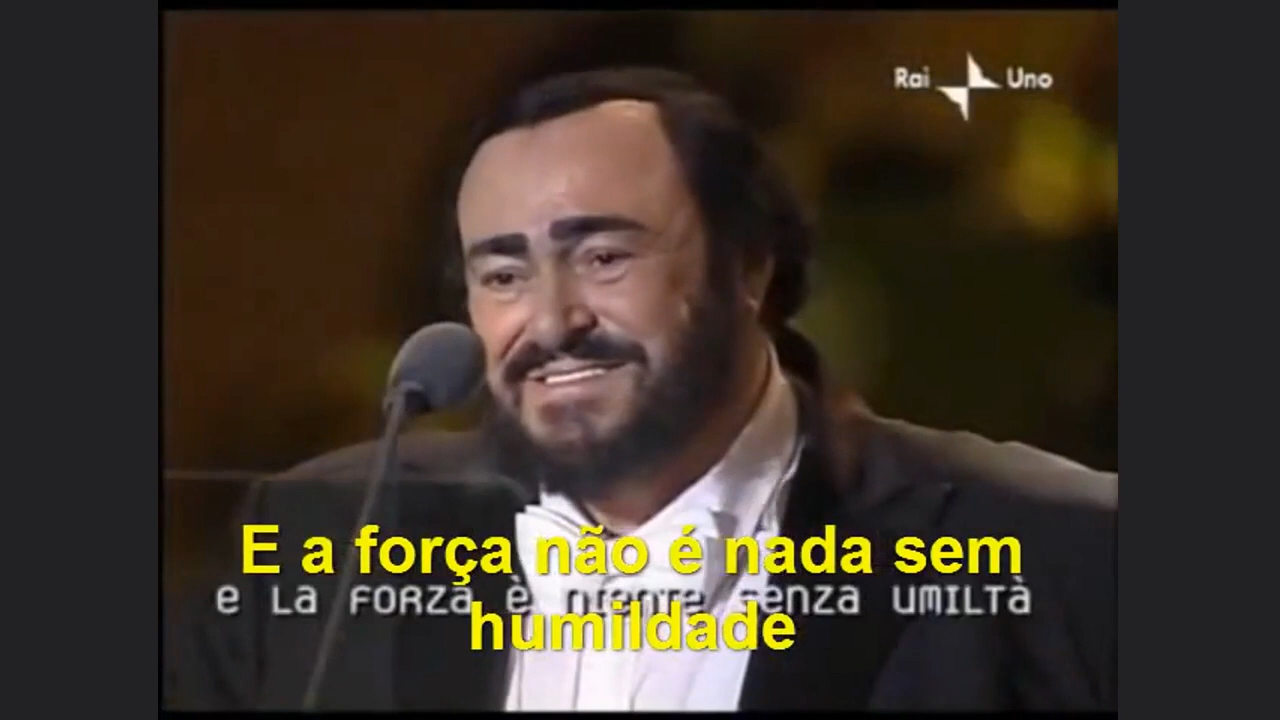 Rai Uno
E a força não é nada sem
e La FORZa è niente senza UMILTà
humildade